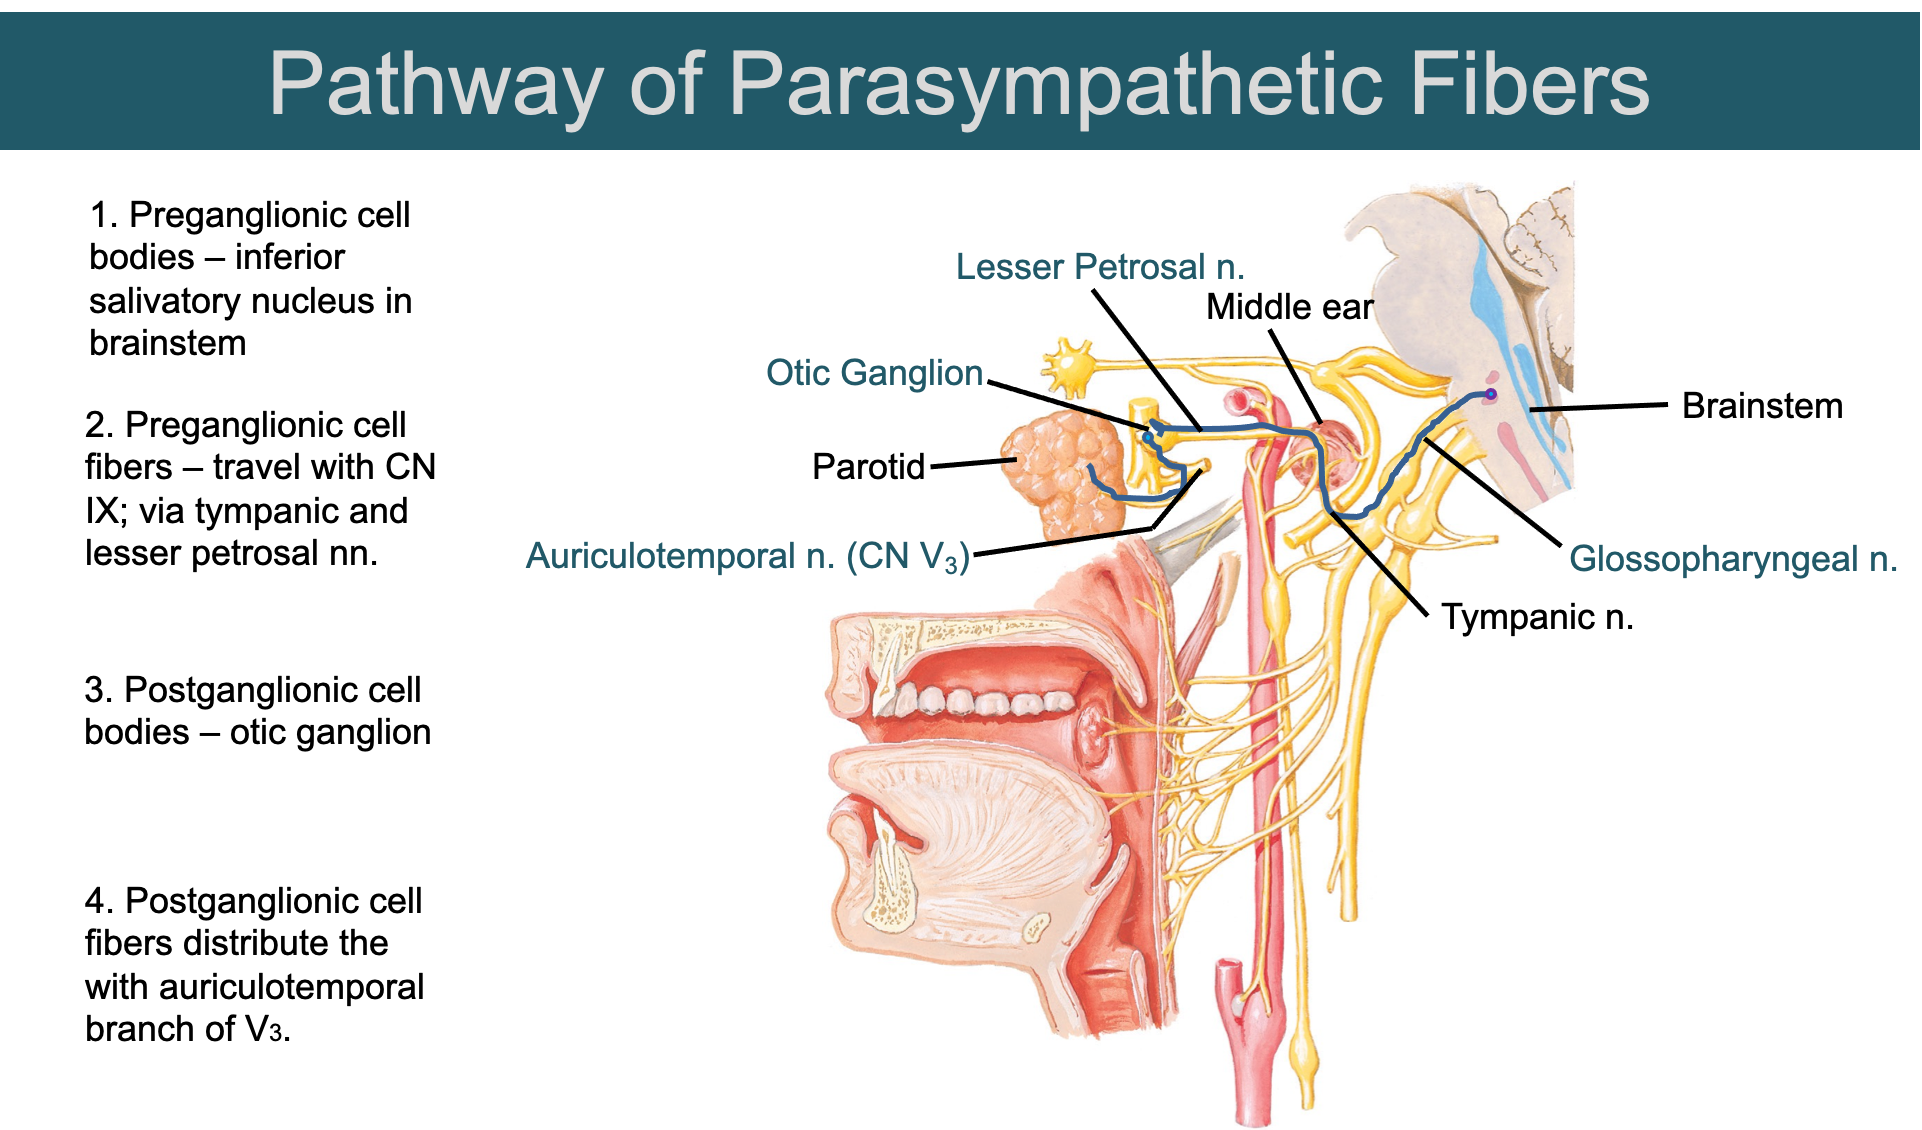 Pathway of Parasympathetic Fibers
1. Preganglionic cell
bodies – inferior
salivatory nucleus in
brainstem
2. Preganglionic cell
fibers – travel with CN
IX; via tympanic and
lesser petrosal nn.
3. Postganglionic cell
bodies – otic ganglion
4. Postganglionic cell
fibers distribute the
with auriculotemporal
branch of V3.
Lesser Petrosal n.
Middle ear
Otic Ganglion
Brainstem
Parotid
Auriculotemporal n. (CN V3)
Glossopharyngeal n.
Tympanic n.